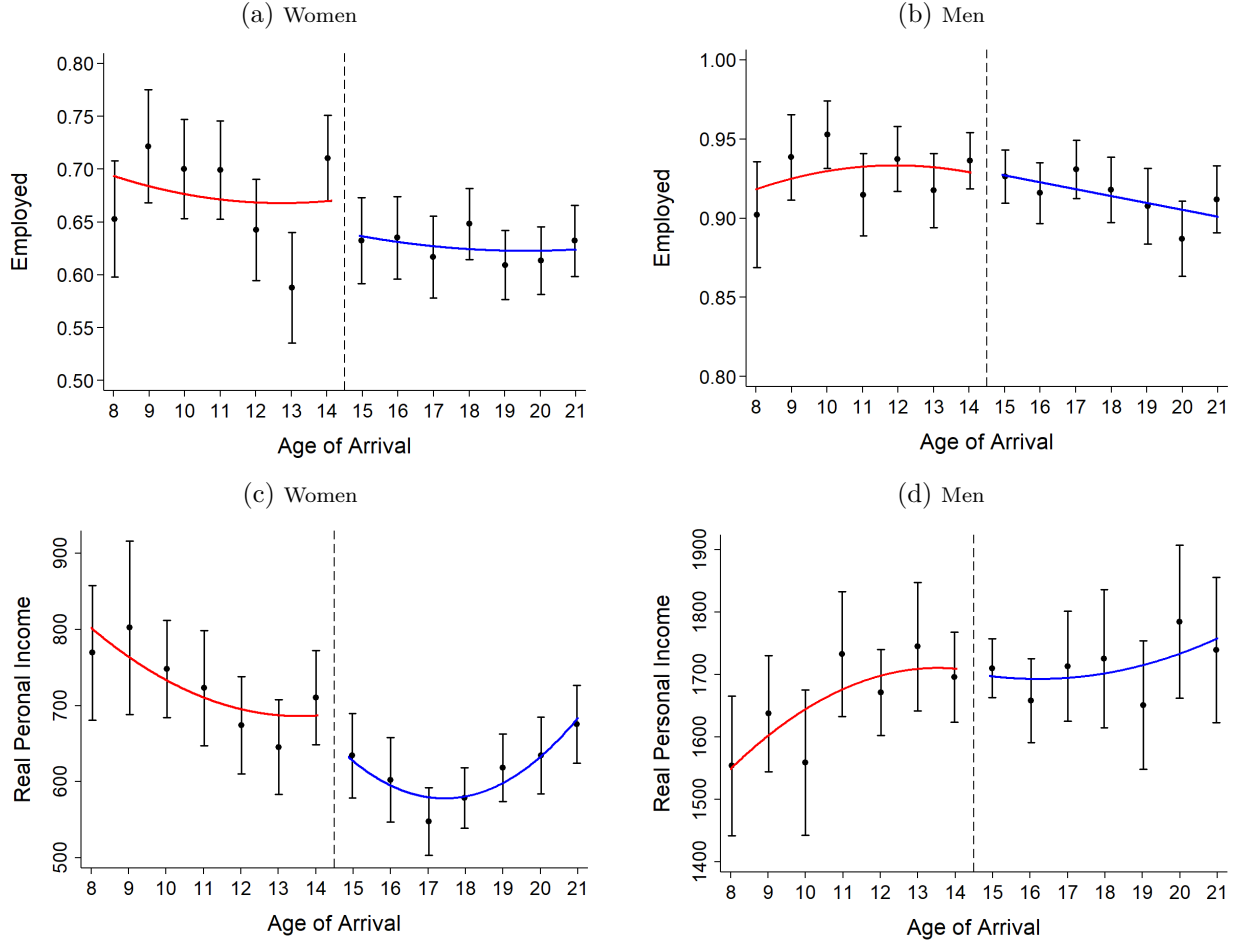 (a) Women
Employed
0.80
0.75
0.70
0.65
0.60
0.55
0.50
8 9 10 11 12 13 14 15 16 17 18 19 20 21
Age of Arrival
(b) Men
Employed
1.00
0.95
0.90
0.85
0.80
8 9 10 11 12 13 14 15 16 17 18 19 20 21
Age of Arrival
(c) Women
Real Peronal Income
900
800
700
600
500
8 9 10 11 12 13 14 15 16 17 18 19 20 21
Age of Arrival
(d) Men
Real Personal Income
1900
1800
1700
1600
1500
1400
8 9 10 11 12 13 14 15 16 17 18 19 20 21
Age of Arrival